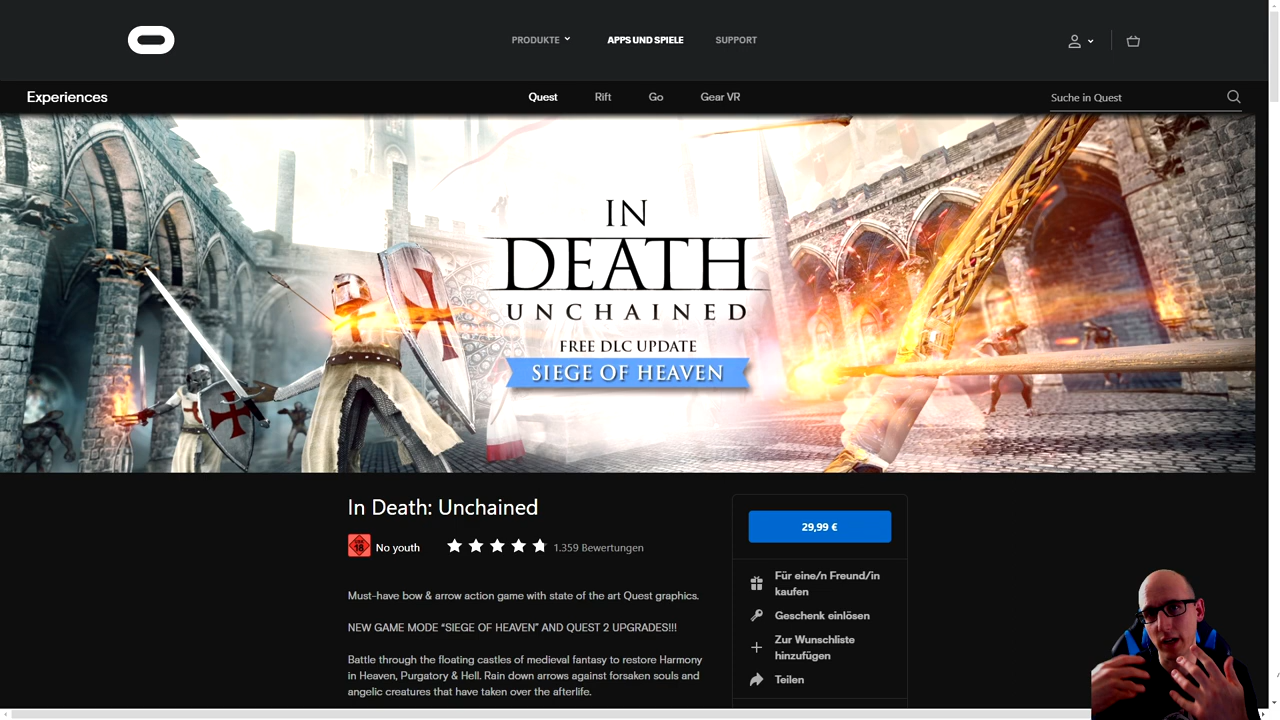 PRODUKTE
APPS UND SPIELE
SUPPORT
Experiences
Quest
Rift
Go
Gear VR
Suche in Quest
IN
DEATH
UNCHAINED
FREE DLC UPDATE
SIEGE OF HEAVEN
In Death: Unchained
18
No youth
1.359 Bewertungen
Must-have bow & arrow action game with state of the art Quest graphics.
NEW GAME MODE “SIEGE OF HEAVEN” AND QUEST 2 UPGRADES!!!
Battle through the floating castles of medieval fantasy to restore Harmony
in Heaven, Purgatory & Hell. Rain down arrows against forsaken souls and
angelic creatures that have taken over the afterlife.
29,99 €
Für eine/n Freund/in
kaufen
Geschenk einlösen
Zur Wunschliste
hinzufügen
Teilen